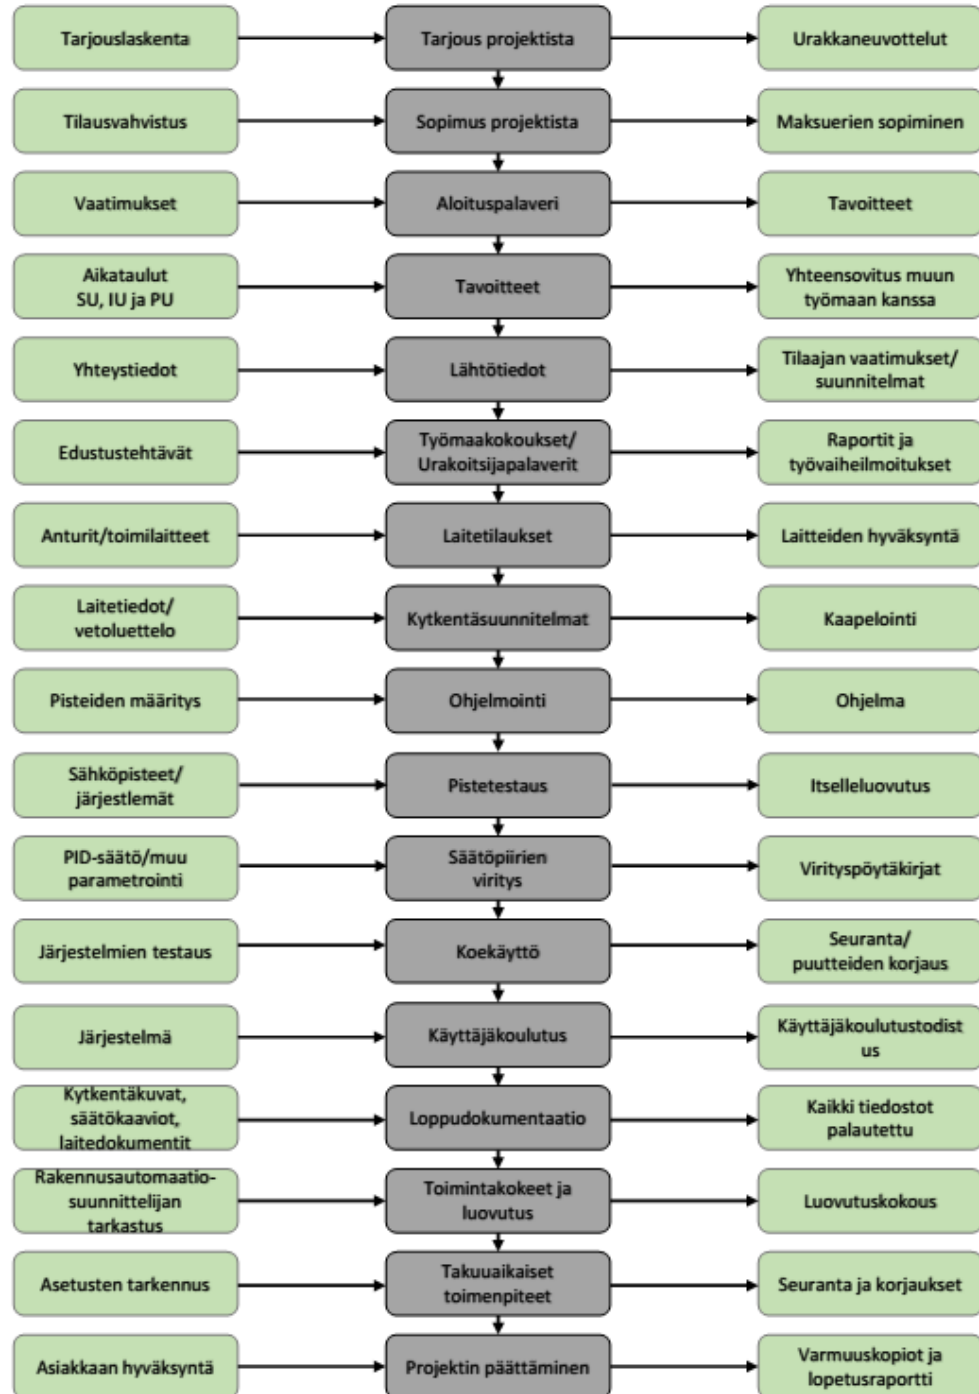 Tarjouslaskenta
Tarjous projektista
Urakkaneuvottelut
Tilausvahvistus
Sopimus projektista
Maksuerien sopiminen
Vaatimukset
Aloituspalaveri
Tavoitteet
Aikataulut
SU, IU ja PU
Tavoitteet
Yhteensovitus muun
työmaan kanssa
Yhteystiedot
Lähtötiedot
Tilaajan vaatimukset/
suunnitelmat
Edustustehtävät
Työmaakokoukset/
Urakoitsijapalaverit
Raportit ja
työvaiheilmoitukset
Anturit/toimilaitteet
Laitetilaukset
Laitteiden hyväksyntä
Laitetiedot/
vetoluettelo
Kytkentäsuunnitelmat
Kaapelointi
Pisteiden määritys
Ohjelmointi
Ohjelma
Sähköpisteet/
järjestlemät
Pistetestaus
Itselleluovutus
PID-säätö/muu
parametrointi
Säätöpiirien
viritys
Virityspöytäkirjat
Järjestelmien testaus
Koekäyttö
Seuranta/
puutteiden korjaus
Järjestelmä
Käyttäjäkoulutus
Käyttäjäkoulutustodist
us
Kytkentäkuvat,
säätökaaviot,
laitedokumentit
Loppudokumentaatio
Kaikki tiedostot
palautettu
Rakennusautomaatio-
suunnittelijan
tarkastus
Toimintakokeet ja
luovutus
Luovutuskokous
Asetusten tarkennus
Takuuaikaiset
toimenpiteet
Seuranta ja korjaukset
Asiakkaan hyväksyntä
Projektin päättäminen
Varmuuskopiot ja
lopetusraportti